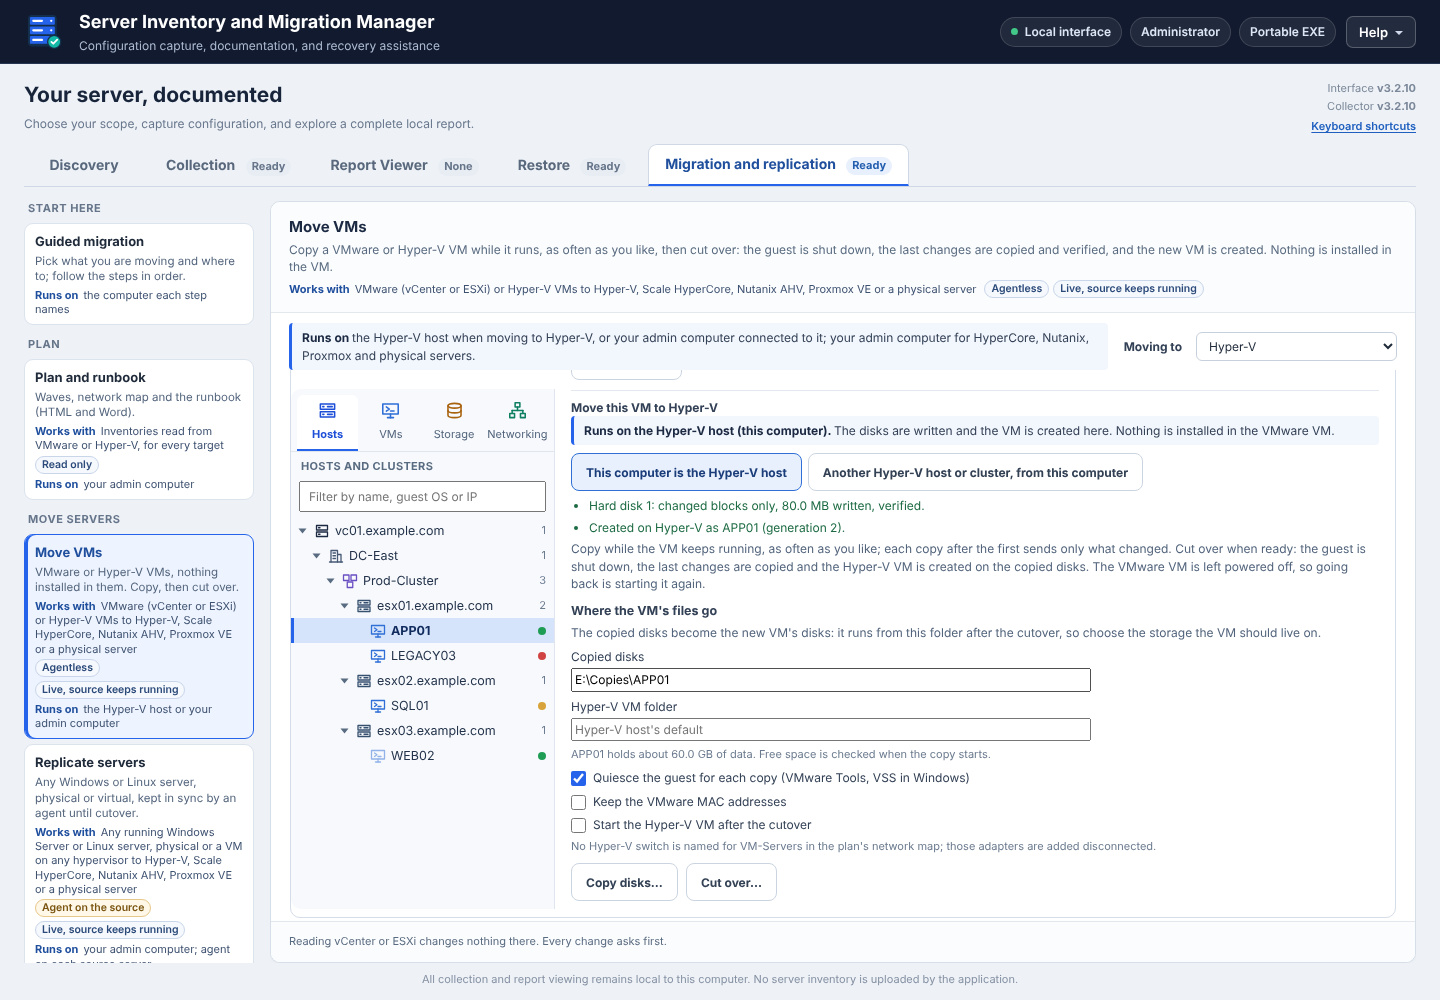 Server Inventory and Migration Manager
Configuration capture, documentation, and recovery assistance
Local interface
Administrator
Portable EXE
Help
Your server, documented
Choose your scope, capture configuration, and explore a complete local report.
Interface v3.2.10
Collector v3.2.10
Keyboard shortcuts
Discovery
Collection Ready
Report Viewer None
Restore Ready
Migration and replication Ready
START HERE
Guided migration
Pick what you are moving and where
to; follow the steps in order.
Runs on the computer each step
names
PLAN
Plan and runbook
Waves, network map and the runbook
(HTML and Word).
Works with Inventories read from
VMware or Hyper-V, for every target
Read only
Runs on your admin computer
MOVE SERVERS
Move VMs
VMware or Hyper-V VMs, nothing
installed in them. Copy, then cut over.
Works with VMware (vCenter or ESXi)
or Hyper-V VMs to Hyper-V, Scale
HyperCore, Nutanix AHV, Proxmox VE
or a physical server
Agentless
Live, source keeps running
Runs on the Hyper-V host or your
admin computer
Replicate servers
Any Windows or Linux server,
physical or virtual, kept in sync by an
agent until cutover.
Works with Any running Windows
Server or Linux server, physical or a VM
on any hypervisor to Hyper-V, Scale
HyperCore, Nutanix AHV, Proxmox VE
or a physical server
Agent on the source
Live, source keeps running
Runs on your admin computer; agent
Move VMs
Copy a VMware or Hyper-V VM while it runs, as often as you like, then cut over: the guest is shut down, the last changes are copied and verified, and the new VM is created. Nothing is installed in
the VM.
Works with VMware (vCenter or ESXi) or Hyper-V VMs to Hyper-V, Scale HyperCore, Nutanix AHV, Proxmox VE or a physical server Agentless Live, source keeps running
Runs on the Hyper-V host when moving to Hyper-V, or your admin computer connected to it; your admin computer for HyperCore, Nutanix,
Proxmox and physical servers.
Moving to Hyper-V
Hosts
VMs
Storage
Networking
HOSTS AND CLUSTERS
Filter by name, guest OS or IP
vc01.example.com 1
DC-East 1
Prod-Cluster 3
esx01.example.com 2
APP01
LEGACY03
esx02.example.com 1
SQL01
esx03.example.com 1
WEB02
Move this VM to Hyper-V
Runs on the Hyper-V host (this computer). The disks are written and the VM is created here. Nothing is installed in the VMware VM.
This computer is the Hyper-V host
Another Hyper-V host or cluster, from this computer
• Hard disk 1: changed blocks only, 80.0 MB written, verified.
• Created on Hyper-V as APP01 (generation 2).
Copy while the VM keeps running, as often as you like; each copy after the first sends only what changed. Cut over when ready: the guest is
shut down, the last changes are copied and the Hyper-V VM is created on the copied disks. The VMware VM is left powered off, so going
back is starting it again.
Where the VM's files go
The copied disks become the new VM's disks: it runs from this folder after the cutover, so choose the storage the VM should live on.
Copied disks
E:\Copies\APP01
Hyper-V VM folder
Hyper-V host's default
APP01 holds about 60.0 GB of data. Free space is checked when the copy starts.
Quiesce the guest for each copy (VMware Tools, VSS in Windows)
Keep the VMware MAC addresses
Start the Hyper-V VM after the cutover
No Hyper-V switch is named for VM-Servers in the plan's network map; those adapters are added disconnected.
Copy disks...
Cut over...
Reading vCenter or ESXi changes nothing there. Every change asks first.
All collection and report viewing remains local to this computer. No server inventory is uploaded by the application.